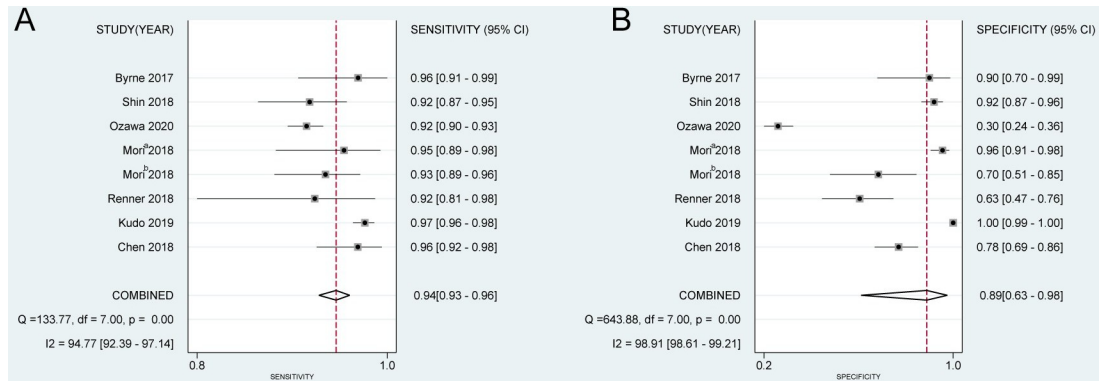 A
STUDY(YEAR) SENSITIVITY (95% CI)
Byrne 2017 0.96 [0.91 - 0.99]
Shin 2018 0.92 [0.87 - 0.95]
Ozawa 2020 0.92 [0.90 - 0.93]
Moriᵃ2018 0.95 [0.89 - 0.98]
Moriᵇ2018 0.93 [0.89 - 0.96]
Renner 2018 0.92 [0.81 - 0.98]
Kudo 2019 0.97 [0.96 - 0.98]
Chen 2018 0.96 [0.92 - 0.98]
COMBINED 0.94[0.93 - 0.96]
Q =133.77, df = 7.00, p = 0.00
I2 = 94.77 [92.39 - 97.14]
0.8 1.0
SENSITIVITY
B
STUDY(YEAR) SPECIFICITY (95% CI)
Byrne 2017 0.90 [0.70 - 0.99]
Shin 2018 0.92 [0.87 - 0.96]
Ozawa 2020 0.30 [0.24 - 0.36]
Moriᵃ2018 0.96 [0.91 - 0.98]
Moriᵇ2018 0.70 [0.51 - 0.85]
Renner 2018 0.63 [0.47 - 0.76]
Kudo 2019 1.00 [0.99 - 1.00]
Chen 2018 0.78 [0.69 - 0.86]
COMBINED 0.89[0.63 - 0.98]
Q =643.88, df = 7.00, p = 0.00
I2 = 98.91 [98.61 - 99.21]
0.2 1.0
SPECIFICITY